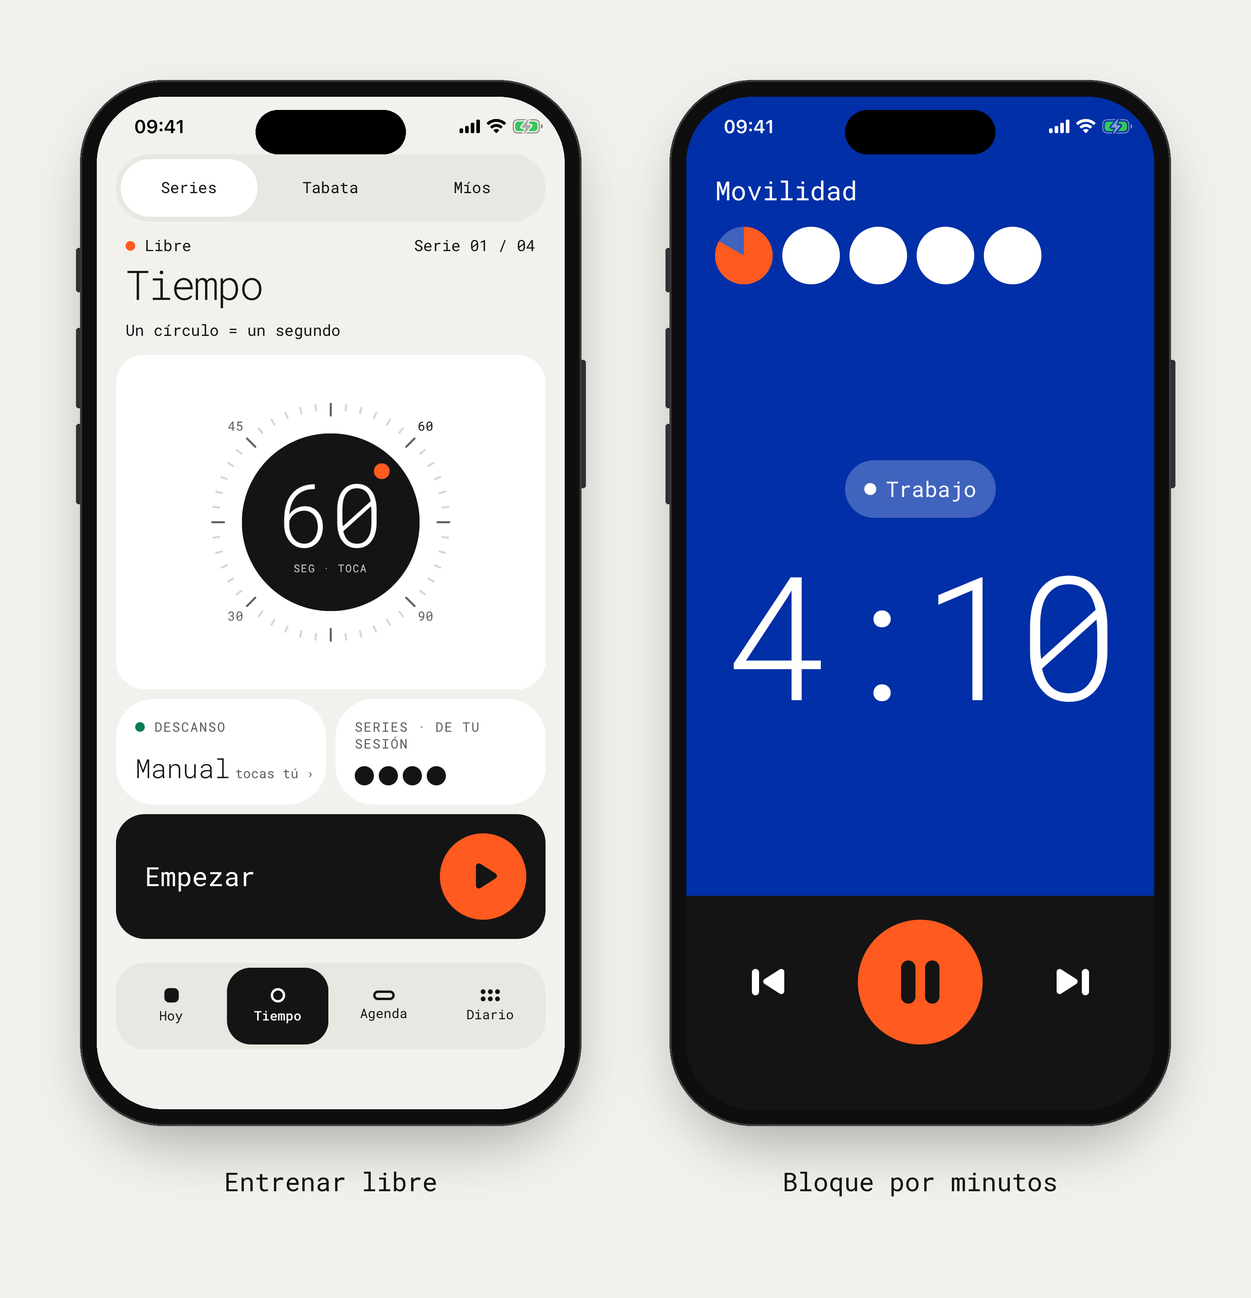 09:41
Series
Tabata
Míos
Libre
Serie 01 / 04
Tiempo
Un círculo = un segundo
45
60
60
SEG · TOCA
30
90
DESCANSO
Manual tocas tú ›
SERIES · DE TU
SESIÓN
Empezar
Hoy
Tiempo
Agenda
Diario
Entrenar libre
09:41
Movilidad
Trabajo
4:10
Bloque por minutos